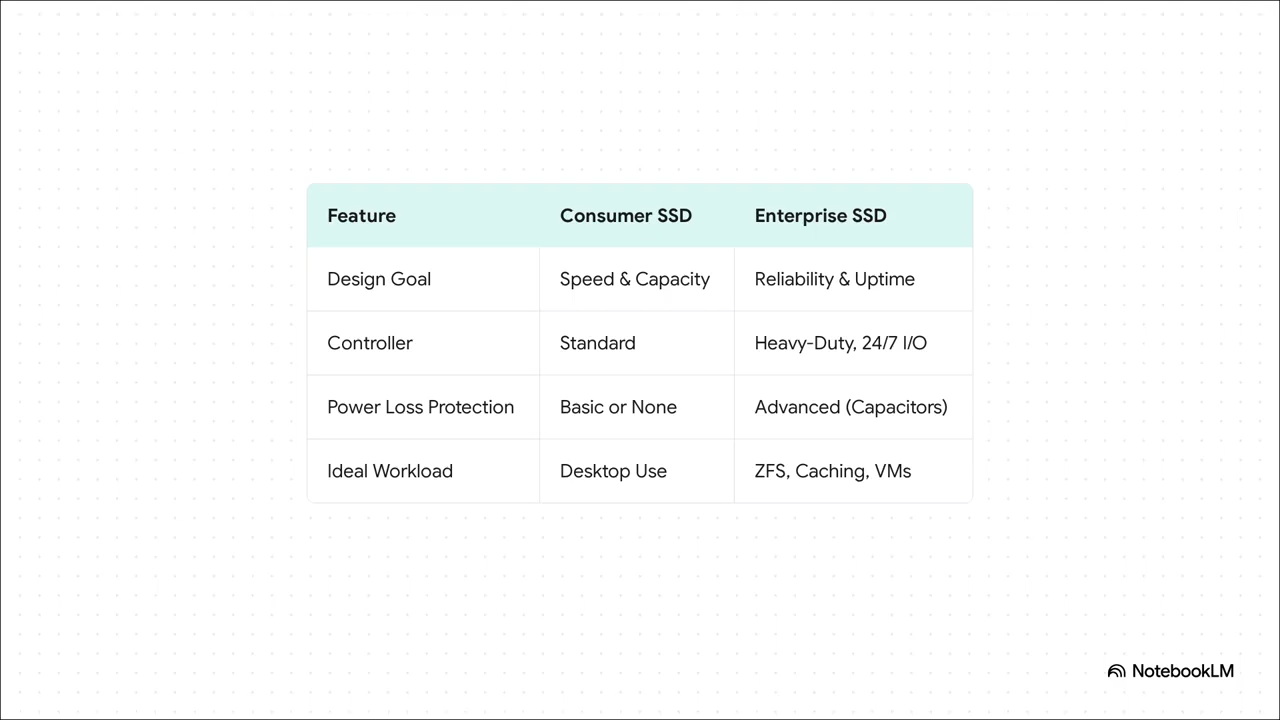 Feature Consumer SSD Enterprise SSD
Design Goal Speed & Capacity Reliability & Uptime
Controller Standard Heavy-Duty, 24/7 I/O
Power Loss Protection Basic or None Advanced (Capacitors)
Ideal Workload Desktop Use ZFS, Caching, VMs
NotebookLM